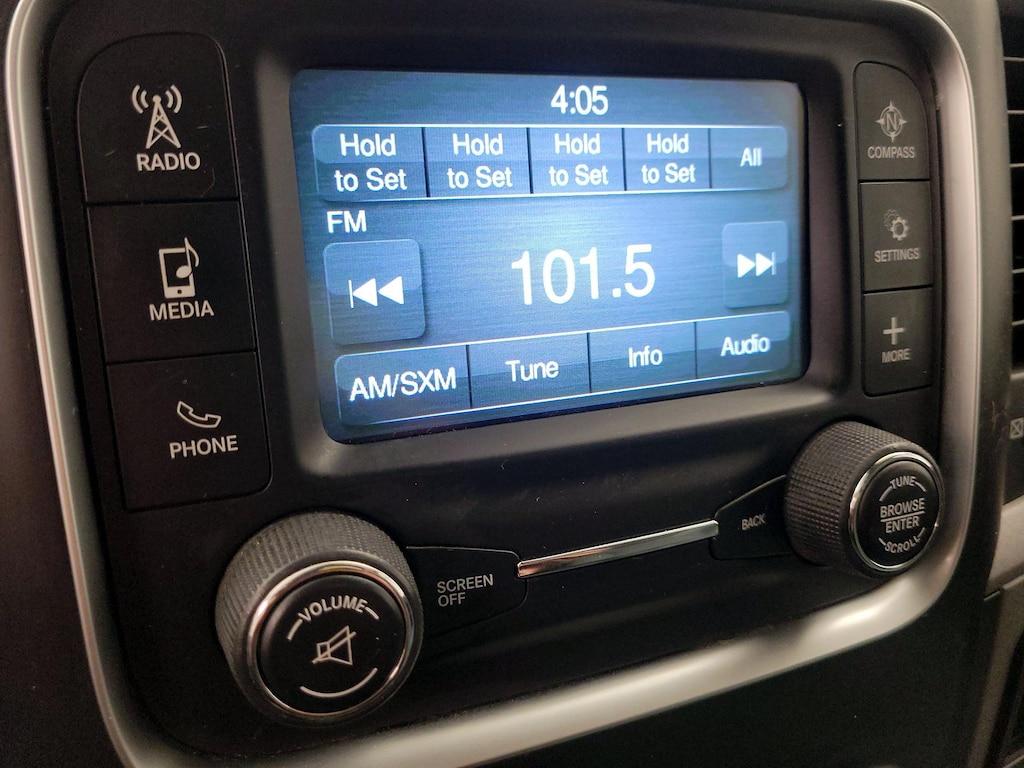 RADIO
MEDIA
PHONE
4:05
Hold to Set
Hold to Set
Hold to Set
Hold to Set
All
FM
101.5
AM/SXM
Tune
Info
Audio
N
COMPASS
SETTINGS
+
MORE
VOLUME
SCREEN
OFF
BACK
TUNE
BROWSE
ENTER
SCROLL